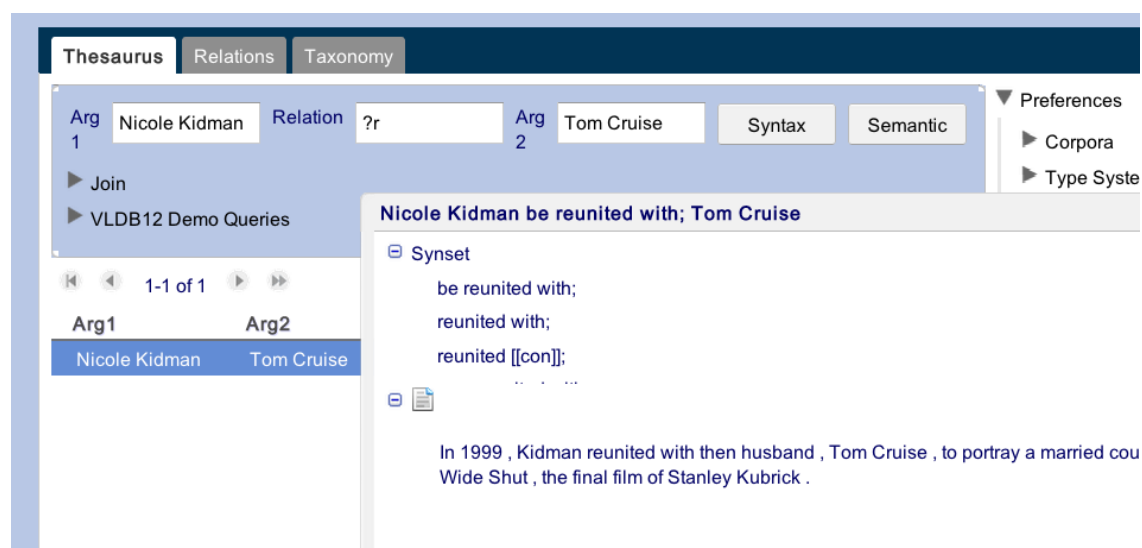 Thesaurus Relations Taxonomy
Arg 1 Nicole Kidman Relation ?r Arg 2 Tom Cruise Syntax Semantic
Join
VLDB12 Demo Queries
Preferences
Corpora
Type Syste
Nicole Kidman be reunited with; Tom Cruise
Synset
be reunited with;
reunited with;
reunited [[con]];
1-1 of 1
Arg1 Arg2
Nicole Kidman Tom Cruise
In 1999 , Kidman reunited with then husband , Tom Cruise , to portray a married cou
Wide Shut , the final film of Stanley Kubrick .